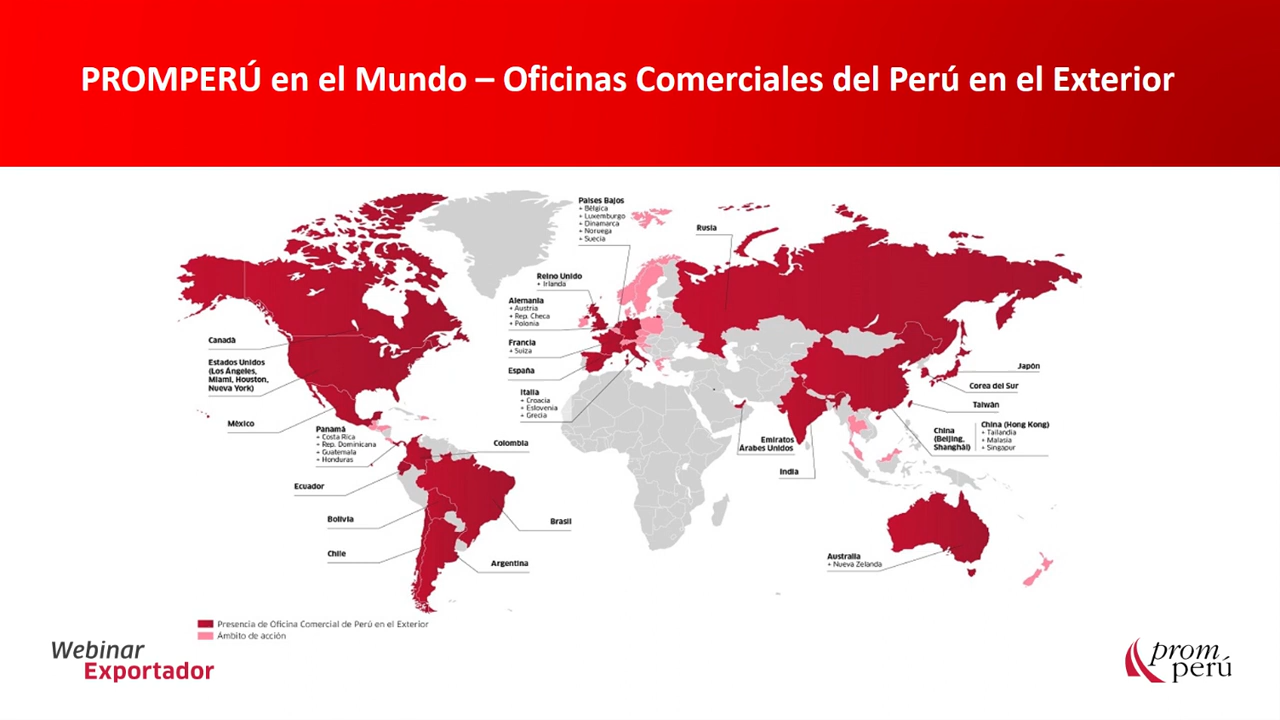 PROMPERÚ en el Mundo – Oficinas Comerciales del Perú en el Exterior
Países Bajos
+ Bélgica
+ Luxemburgo
+ Dinamarca
+ Noruega
+ Suecia
Rusia
Reino Unido
+ Irlanda
Alemania
+ Austria
+ Rep. Checa
+ Polonia
Francia
+ Suiza
España
Italia
+ Croacia
+ Eslovenia
+ Grecia
Canadá
Estados Unidos
(Los Ángeles,
Miami, Houston,
Nueva York)
México
Panamá
+ Costa Rica
+ Rep. Dominicana
+ Guatemala
+ Honduras
Colombia
Ecuador
Bolivia
Brasil
Chile
Argentina
Emiratos
Árabes Unidos
India
Japón
Corea del Sur
Taiwán
China
(Beijing,
Shanghái)
China (Hong Kong)
+ Tailandia
+ Malasia
+ Singapur
Australia
+ Nueva Zelanda
Presencia de Oficina Comercial de Perú en el Exterior
Ámbito de acción
Webinar
Exportador
prom
perú